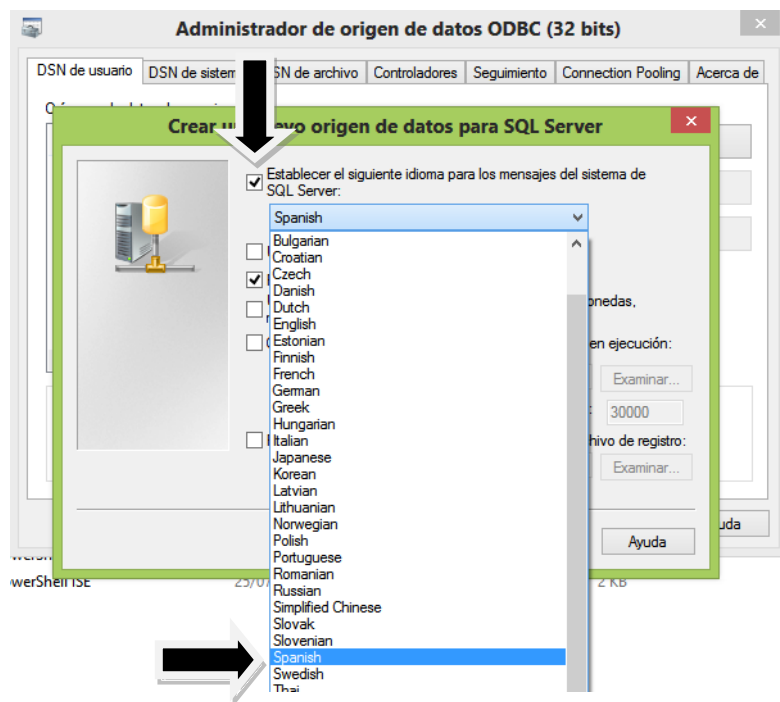 Administrador de origen de datos ODBC (32 bits)
DSN de usuario DSN de sistem SN de archivo Controladores Seguimiento Connection Pooling Acerca de
Crear un evo origen de datos para SQL Server
Establecer el siguiente idioma para los mensajes del sistema de
SQL Server:
Spanish
Bulgarian
Croatian
Czech
Danish
Dutch
onedas,
English
Estonian
en ejecución:
Finnish
French
Examinar...
German
Greek
: 30000
Hungarian
Italian
hivo de registro:
Japanese
Korean
Examinar...
Latvian
Lithuanian
Norwegian
uda
Polish
Ayuda
Portuguese
Romanian
werShell ISE 25/07 2 KB
Russian
Simplified Chinese
Slovak
Slovenian
Spanish
Swedish
Thai